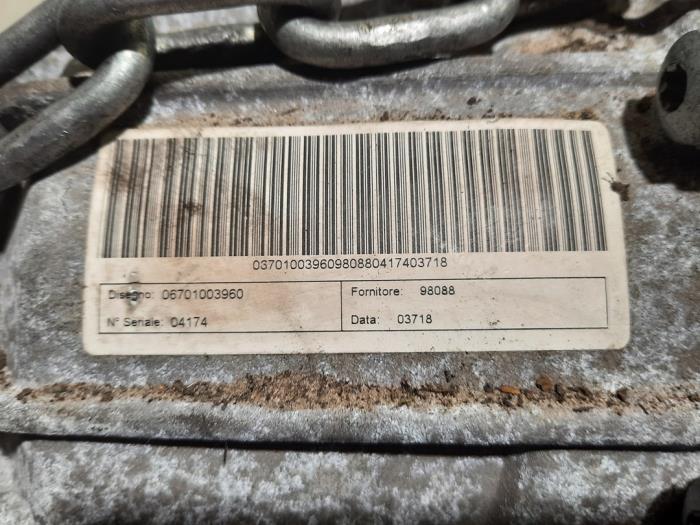 03701003960980880417403718
Disegno: 06701003960
Fornitore: 98088
N° Seriale: 04174
Data: 03718